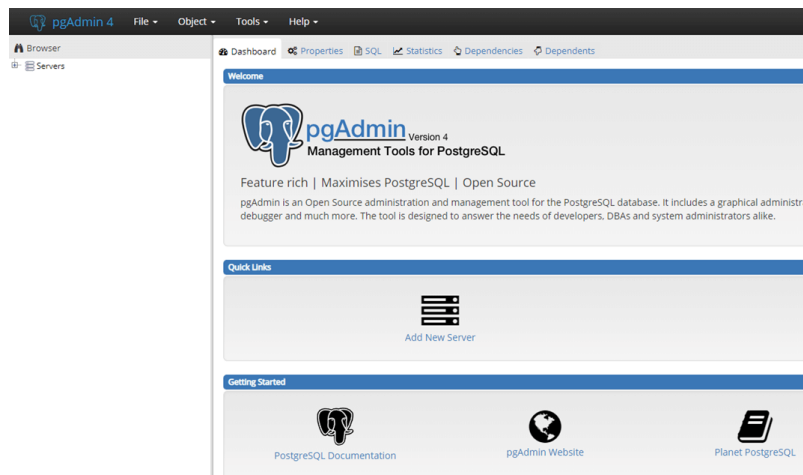 pgAdmin 4 File Object Tools Help
Browser
Servers
Dashboard Properties SQL Statistics Dependencies Dependents
Welcome
pgAdmin Version 4
Management Tools for PostgreSQL
Feature rich | Maximises PostgreSQL | Open Source
pgAdmin is an Open Source administration and management tool for the PostgreSQL database. It includes a graphical administr
debugger and much more. The tool is designed to answer the needs of developers, DBAs and system administrators alike.
Quick Links
Add New Server
Getting Started
PostgreSQL Documentation pgAdmin Website Planet PostgreSQL